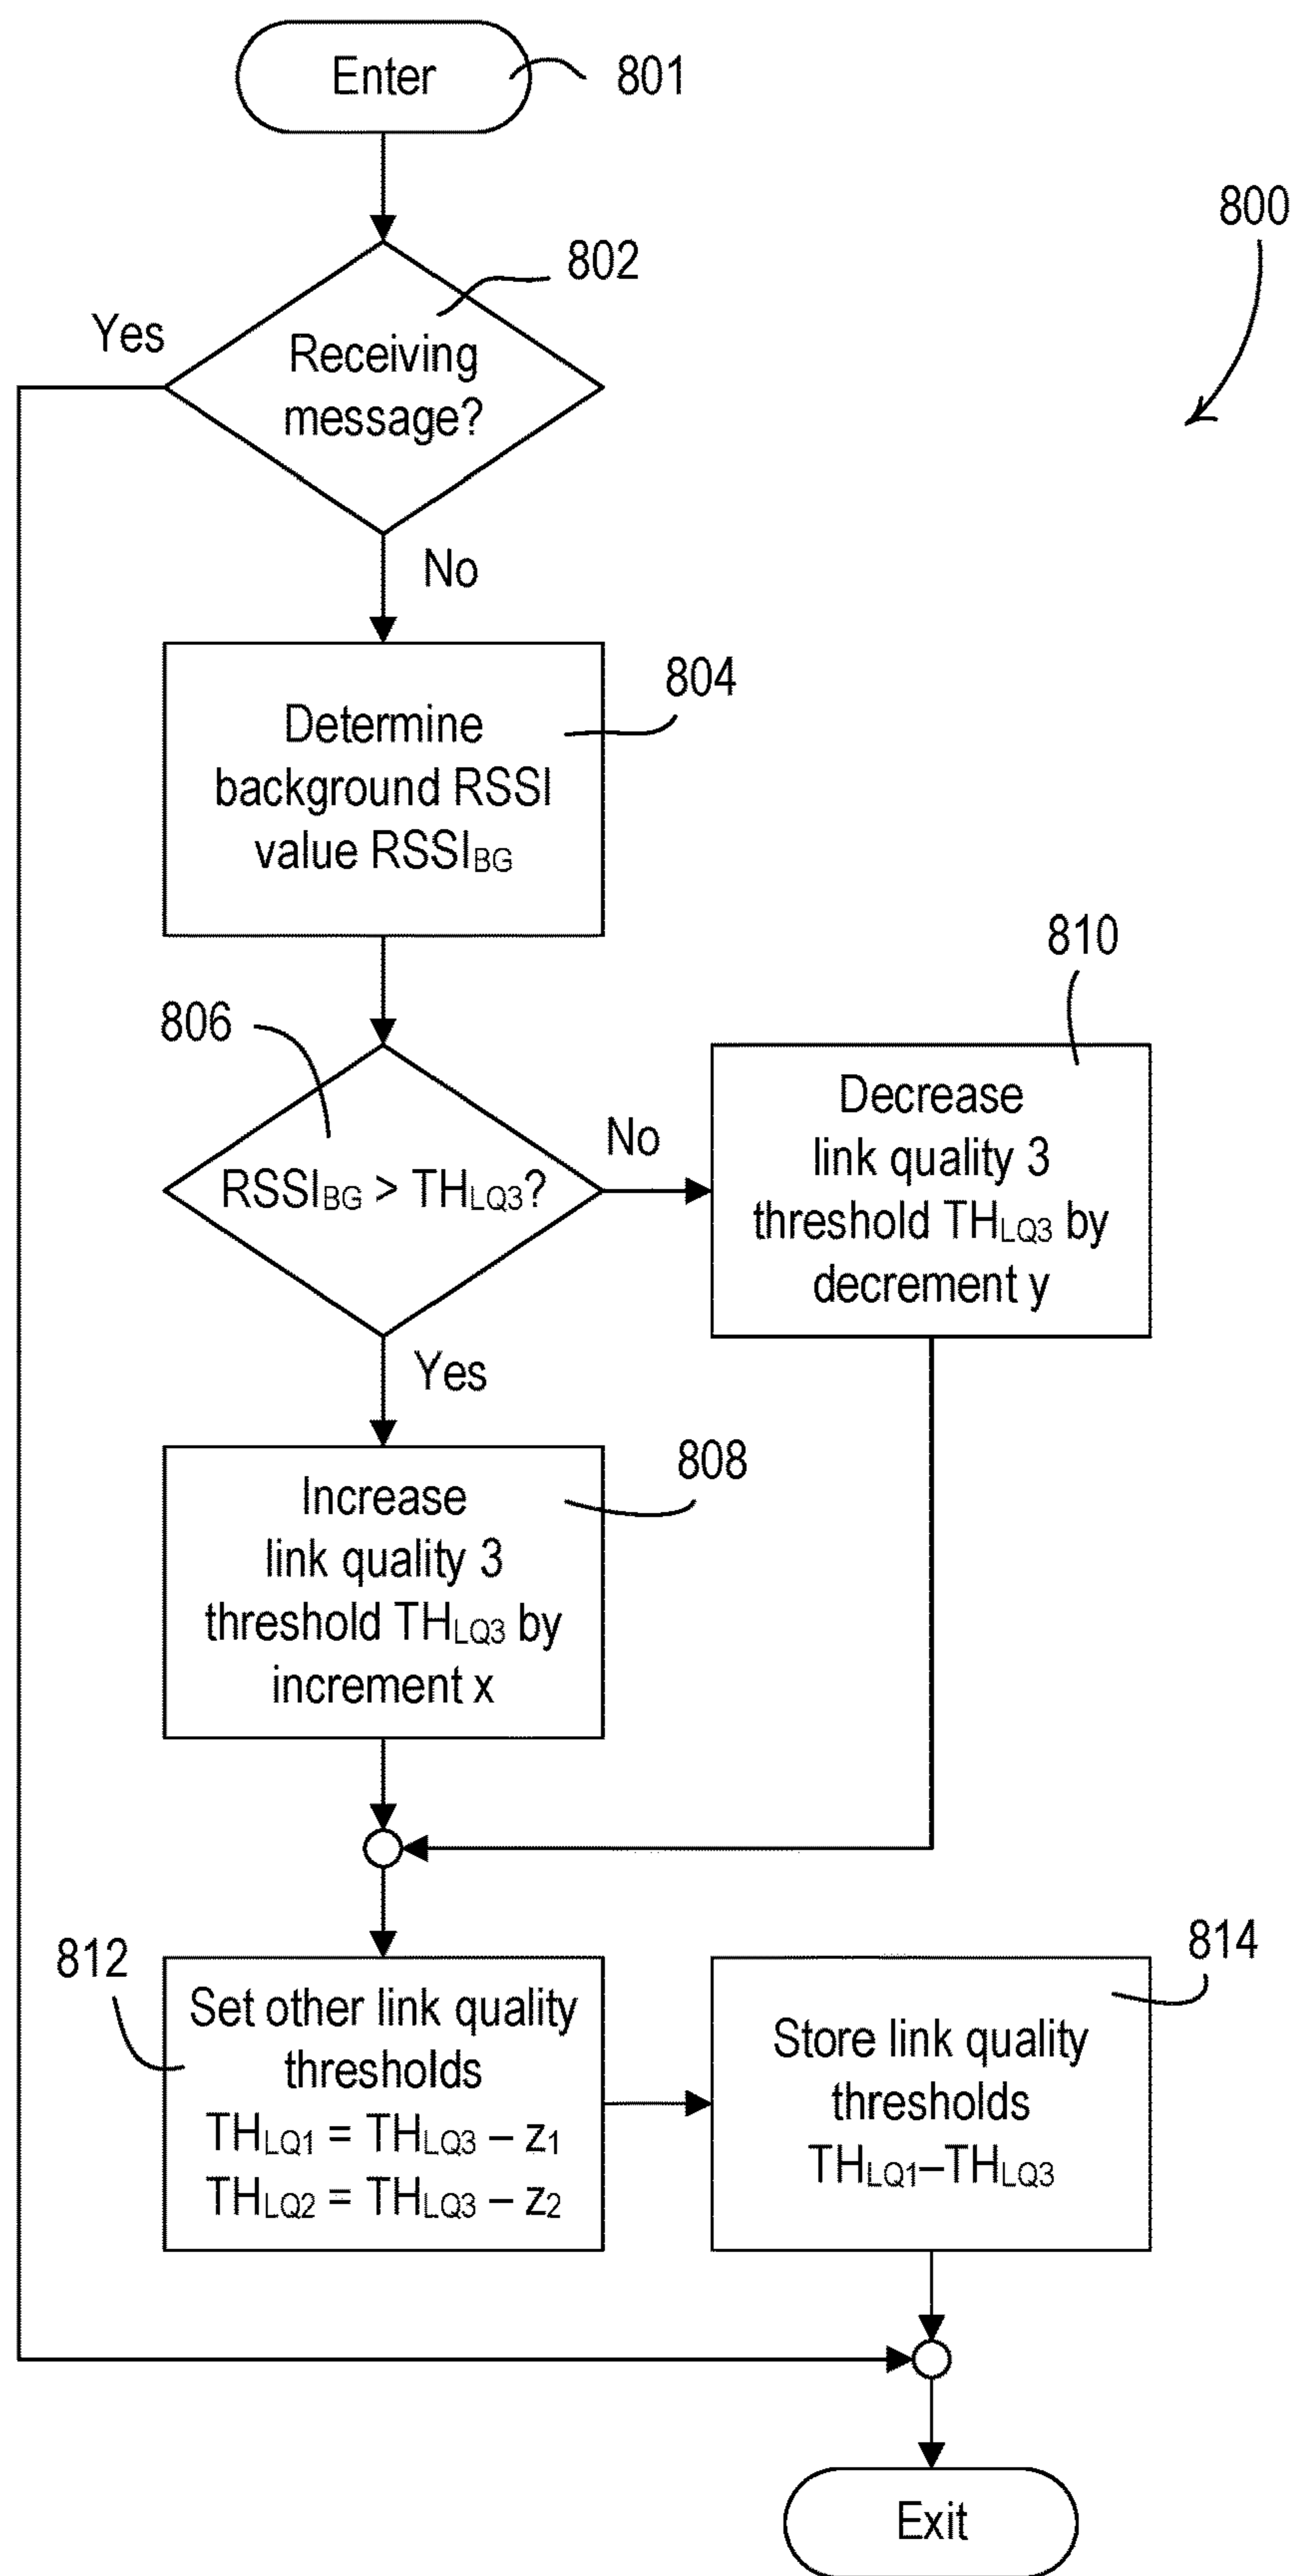 Enter
801
800
802
Yes
Receiving
message?
No
804
Determine
background RSSI
value RSSIBG
810
806
RSSIBG > THLQ3?
No
Decrease
link quality 3
threshold THLQ3 by
decrement y
Yes
808
Increase
link quality 3
threshold THLQ3 by
increment x
812
Set other link quality
thresholds
THLQ1 = THLQ3 – z1
THLQ2 = THLQ3 – z2
814
Store link quality
thresholds
THLQ1–THLQ3
Exit